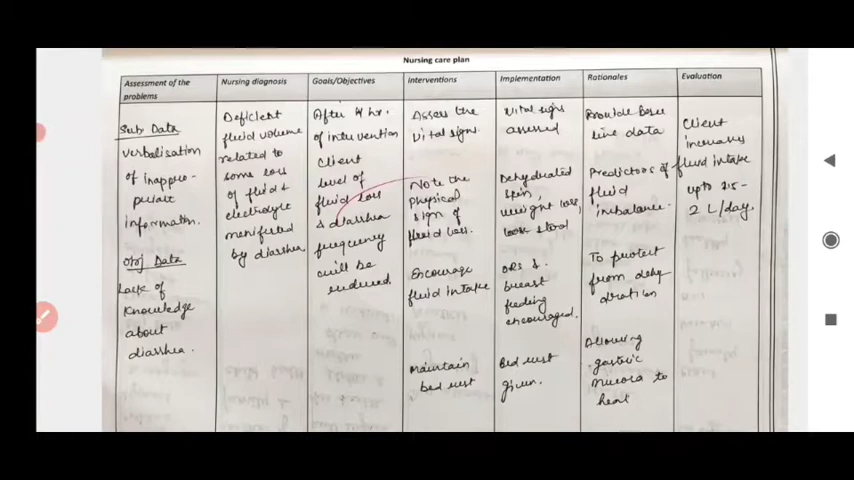 Nursing care plan
Assessment of the
problems
Nursing diagnosis
Goals/Objectives
Interventions
Implementation
Rationales
Evaluation
Sub Data
verbalisation
of inappro-
priate
information.
Obj Data
Lack of
knowledge
about
diarrhea.
Deficient
fluid volume
related to
some loss
of fluid &
electrolyte
manifested
by diarrhea
After 4 hr.
of intervention
client
level of
fluid loss
& diarrhea
frequency
will be
reduced.
Assess the
vital signs.
Note the
physical
sign of
fluid loss.
Encourage
fluid intake
Maintain
bed rest
vital signs
assessed
Dehydrated
skin,
weight loss,
loose stool
ORS &
breast
feeding
encouraged.
Bed rest
given.
Provide base
line data
Predictors of
fluid
imbalance.
To protect
from dehy
dration
Allowing
gastric
mucosa to
heal
Client
increases
fluid intake
upto 1.5-
2 L/day.